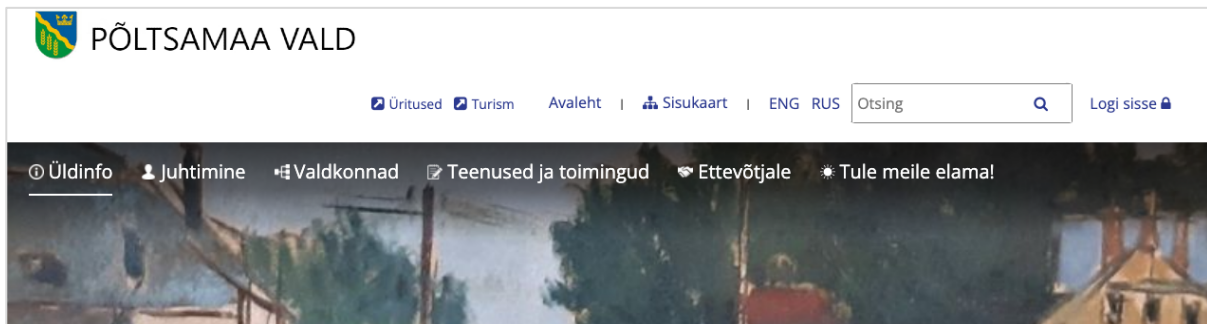 PÕLTSAMAA VALD
Üritused Turism Avaleht | Sisukaart | ENG RUS Otsing Logi sisse
Üldinfo Juhtimine Valdkonnad Teenused ja toimingud Ettevõtjale Tule meile elama!